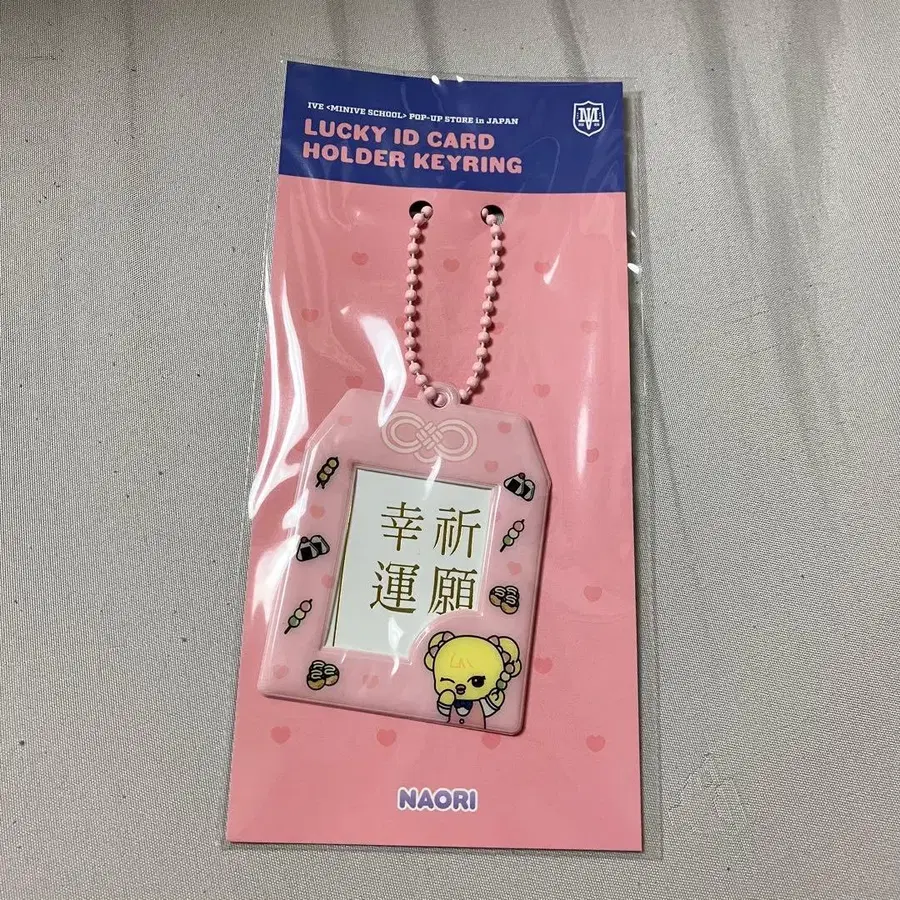 IVE <MINIVE SCHOOL> POP-UP STORE in JAPAN
LUCKY ID CARD
HOLDER KEYRING
祈願
幸運
NAORI